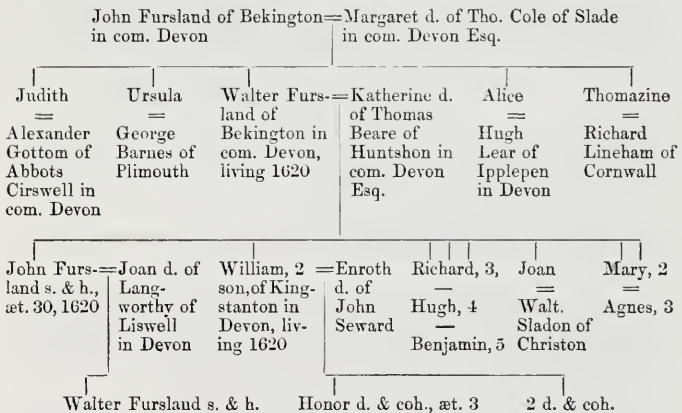 John Fursland of Bekington=
in com. Devon
Margaret d. of Tho. Cole of Slade
in com. Devon Esq.
Judith
=
Alexander
Gottom of
Abbots
Cirswell in
com. Devon
Ursula
=
George
Barnes of
Plimouth
Walter Furs-=
land of
Bekington in
com. Devon,
living 1620
Katherine d.
of Thomas
Beare of
Huntshon in
com. Devon
Esq.
Alice
=
Hugh
Lear of
Ipplepen
in Devon
Thomazine
=
Richard
Lineham of
Cornwall
John Furs-=
land s. & h.,
æt. 30, 1620
Joan d. of
Lang-
worthy of
Liswell
in Devon
William, 2 =
son, of King-
stanton in
Devon, liv-
ing 1620
Enroth
d. of
John
Seward
Richard, 3,
—
Hugh, 4
—
Benjamin, 5
Joan
=
Walt.
Sladon of
Christon
Mary, 2
=
Agnes, 3
Walter Furslaud s. & h.
Honor d. & coh., æt. 3
2 d. & coh.